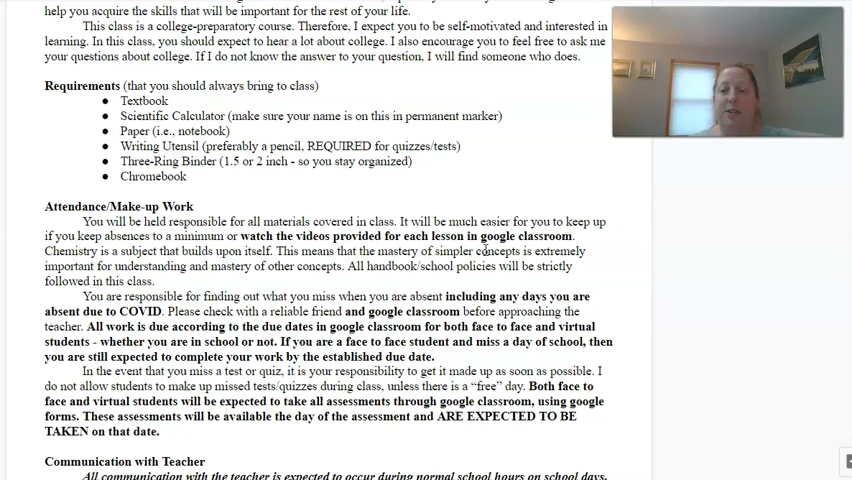 help you acquire the skills that will be important for the rest of your life.
This class is a college-preparatory course. Therefore, I expect you to be self-motivated and interested in
learning. In this class, you should expect to hear a lot about college. I also encourage you to feel free to ask me
your questions about college. If I do not know the answer to your question, I will find someone who does.
Requirements (that you should always bring to class)
● Textbook
● Scientific Calculator (make sure your name is on this in permanent marker)
● Paper (i.e., notebook)
● Writing Utensil (preferably a pencil, REQUIRED for quizzes/tests)
● Three-Ring Binder (1.5 or 2 inch - so you stay organized)
● Chromebook
Attendance/Make-up Work
You will be held responsible for all materials covered in class. It will be much easier for you to keep up
if you keep absences to a minimum or watch the videos provided for each lesson in google classroom.
Chemistry is a subject that builds upon itself. This means that the mastery of simpler concepts is extremely
important for understanding and mastery of other concepts. All handbook/school policies will be strictly
followed in this class.
You are responsible for finding out what you miss when you are absent including any days you are
absent due to COVID. Please check with a reliable friend and google classroom before approaching the
teacher. All work is due according to the due dates in google classroom for both face to face and virtual
students - whether you are in school or not. If you are a face to face student and miss a day of school, then
you are still expected to complete your work by the established due date.
In the event that you miss a test or quiz, it is your responsibility to get it made up as soon as possible. I
do not allow students to make up missed tests/quizzes during class, unless there is a “free” day. Both face to
face and virtual students will be expected to take all assessments through google classroom, using google
forms. These assessments will be available the day of the assessment and ARE EXPECTED TO BE
TAKEN on that date.
Communication with Teacher
All communication with the teacher is expected to occur during normal school hours on school days.